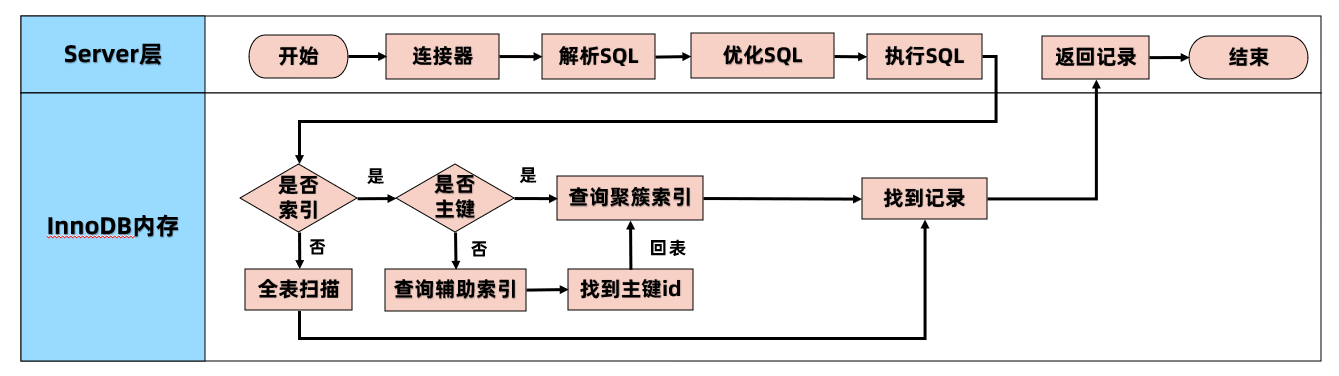 Server层
开始
连接器
解析SQL
优化SQL
执行SQL
返回记录
结束
InnoDB内存
是否
索引
是
是否
主键
是
查询聚簇索引
找到记录
否
否
回表
全表扫描
查询辅助索引
找到主键id